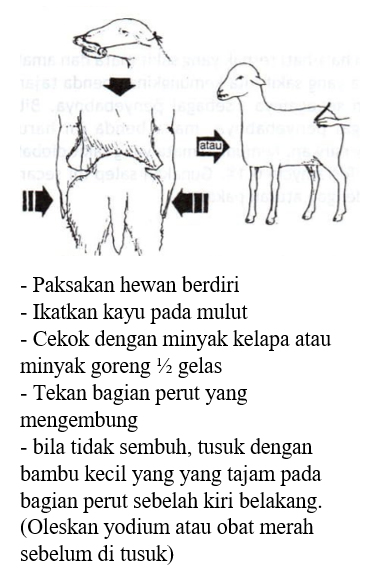 atau
- Paksakan hewan berdiri
- Ikatkan kayu pada mulut
- Cekok dengan minyak kelapa atau
minyak goreng ½ gelas
- Tekan bagian perut yang
mengembung
- bila tidak sembuh, tusuk dengan
bambu kecil yang yang tajam pada
bagian perut sebelah kiri belakang.
(Oleskan yodium atau obat merah
sebelum di tusuk)